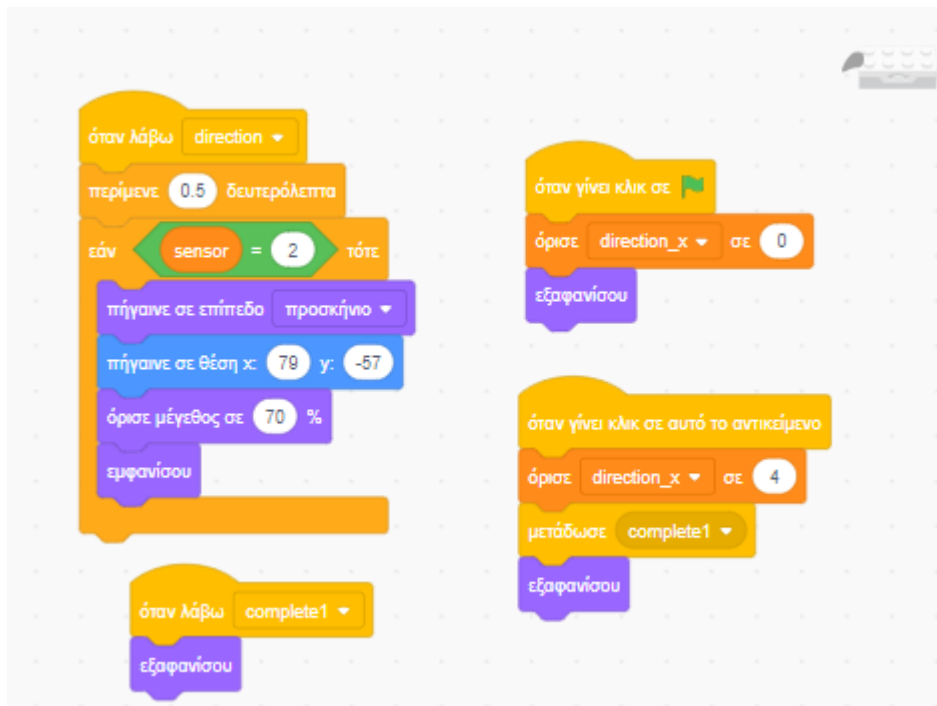 όταν λάβω direction
περίμενε 0.5 δευτερόλεπτα
εάν sensor = 2 τότε
πήγαινε σε επίπεδο προσκήνιο
πήγαινε σε θέση x: 79 y: -57
όρισε μέγεθος σε 70 %
εμφανίσου
όταν λάβω complete1
εξαφανίσου
όταν γίνει κλικ σε
όρισε direction_x σε 0
εξαφανίσου
όταν γίνει κλικ σε αυτό το αντικείμενο
όρισε direction_x σε 4
μετάδωσε complete1
εξαφανίσου